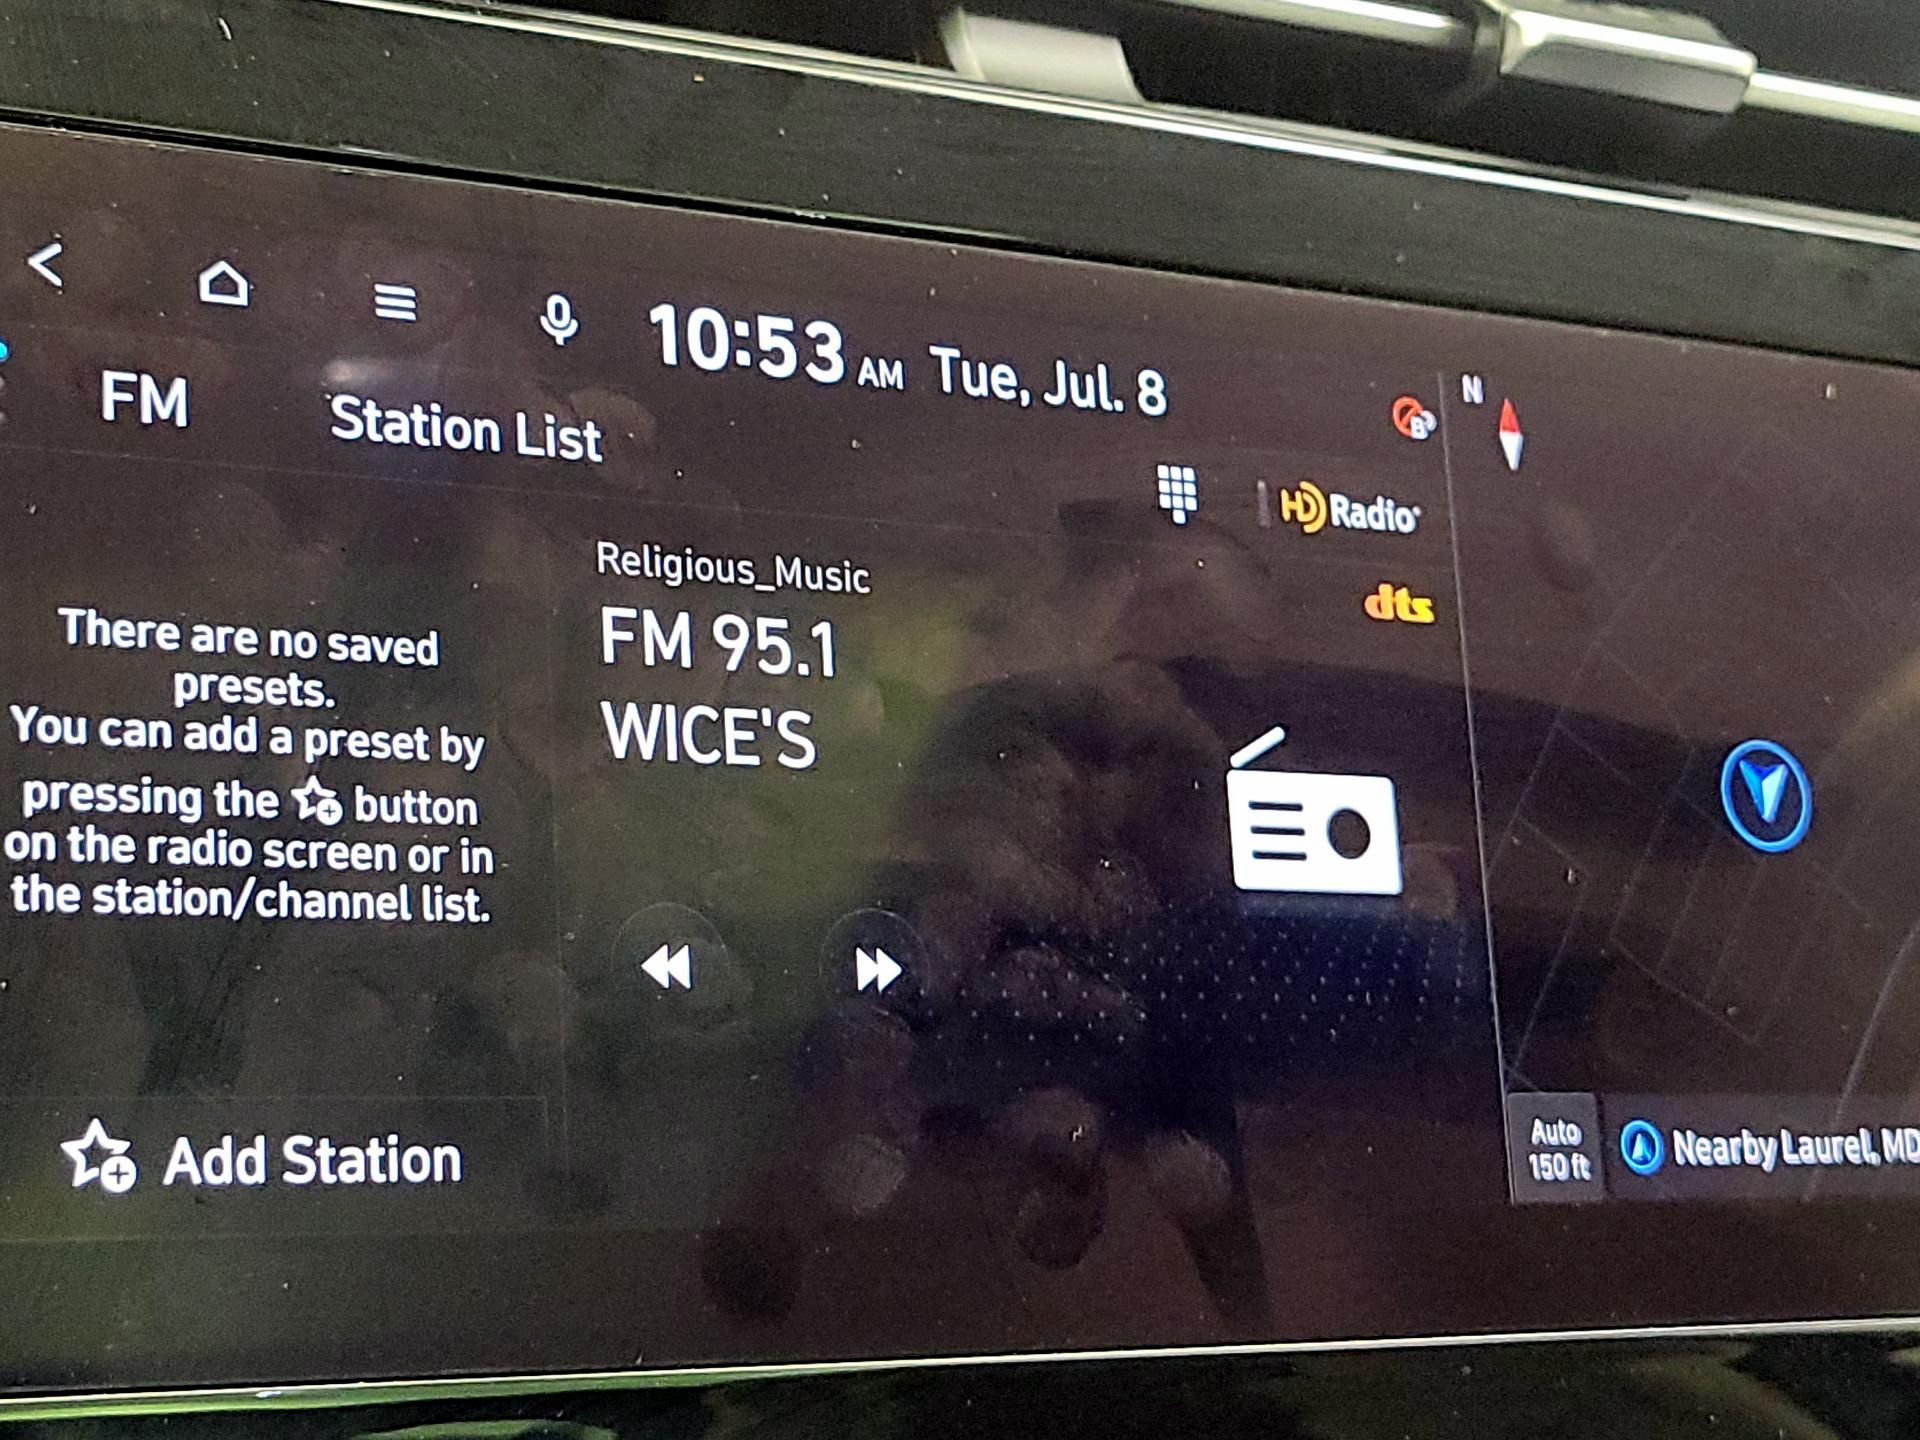 10:53 AM Tue, Jul. 8
N
FM
Station List
HD Radio
dts
Religious_Music
FM 95.1
WICE'S
There are no saved
presets.
You can add a preset by
pressing the button
on the radio screen or in
the station/channel list.
Add Station
Auto
150 ft
Nearby Laurel, MD